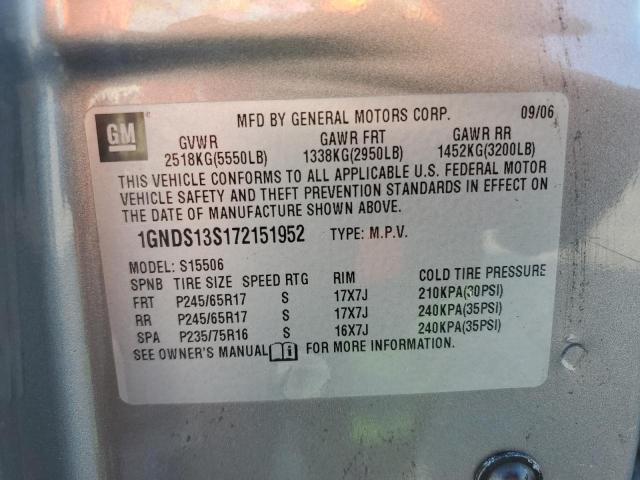 MFD BY GENERAL MOTORS CORP. 09/06
GM
GVWR GAWR FRT GAWR RR
2518KG(5550LB) 1338KG(2950LB) 1452KG(3200LB)
THIS VEHICLE CONFORMS TO ALL APPLICABLE U.S. FEDERAL MOTOR
VEHICLE SAFETY AND THEFT PREVENTION STANDARDS IN EFFECT ON
THE DATE OF MANUFACTURE SHOWN ABOVE.
1GNDS13S172151952 TYPE: M.P.V.
MODEL: S15506
SPNB TIRE SIZE SPEED RTG RIM COLD TIRE PRESSURE
FRT P245/65R17 S 17X7J 210KPA(30PSI)
RR P245/65R17 S 17X7J 240KPA(35PSI)
SPA P235/75R16 S 16X7J 240KPA(35PSI)
SEE OWNER'S MANUAL FOR MORE INFORMATION.